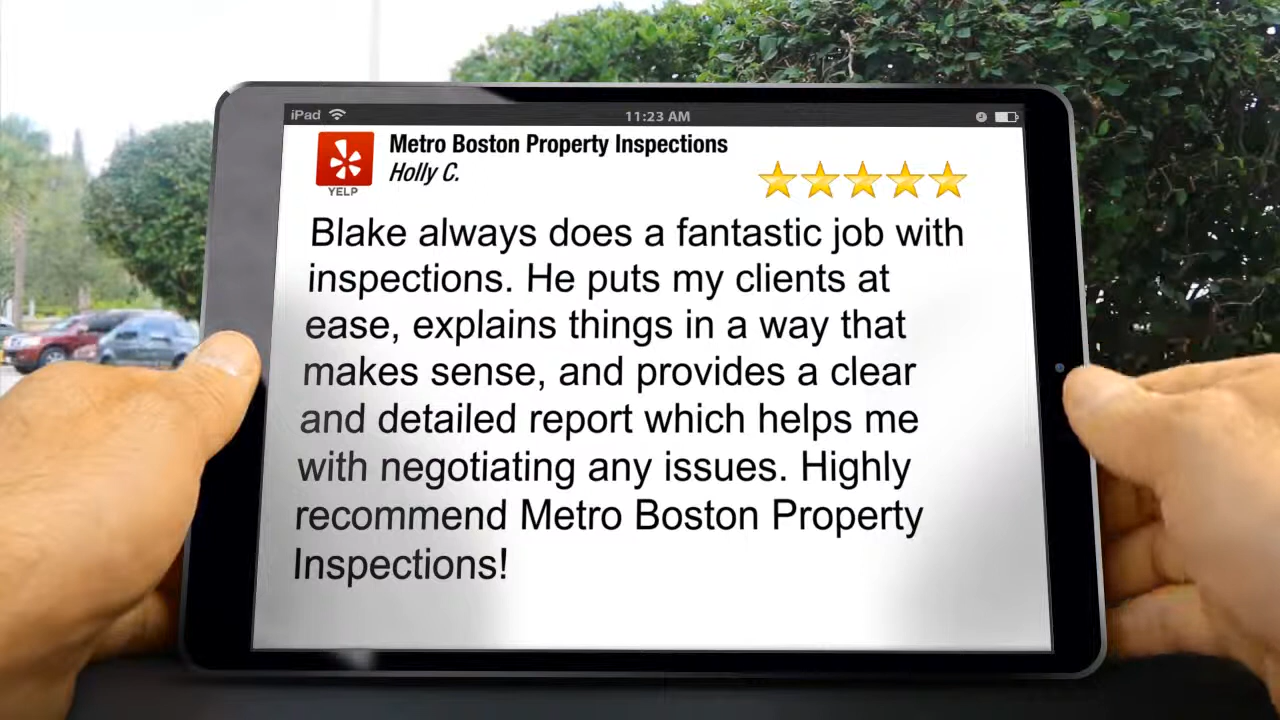 iPad
11:23 AM
Metro Boston Property Inspections
Holly C.
YELP
Blake always does a fantastic job with
inspections. He puts my clients at
ease, explains things in a way that
makes sense, and provides a clear
and detailed report which helps me
with negotiating any issues. Highly
recommend Metro Boston Property
Inspections!